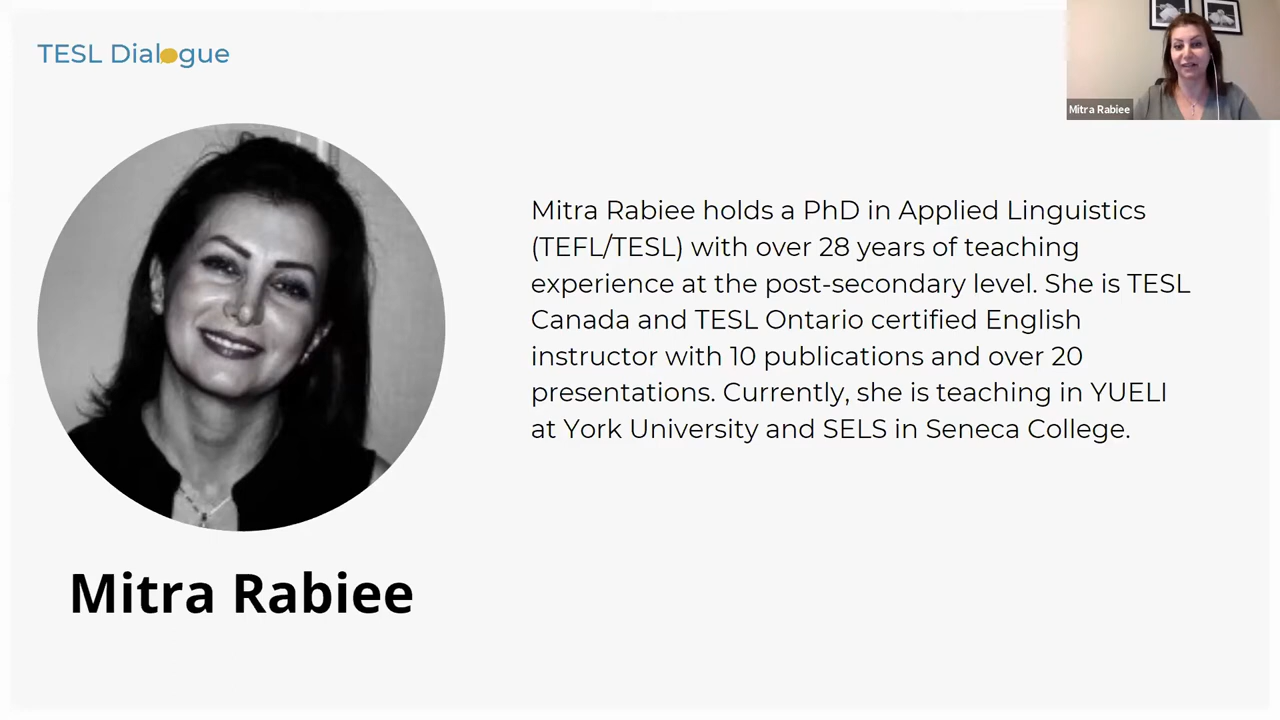 TESL Dialogue
Mitra Rabiee
Mitra Rabiee holds a PhD in Applied Linguistics
(TEFL/TESL) with over 28 years of teaching
experience at the post-secondary level. She is TESL
Canada and TESL Ontario certified English
instructor with 10 publications and over 20
presentations. Currently, she is teaching in YUELI
at York University and SELS in Seneca College.
Mitra Rabiee